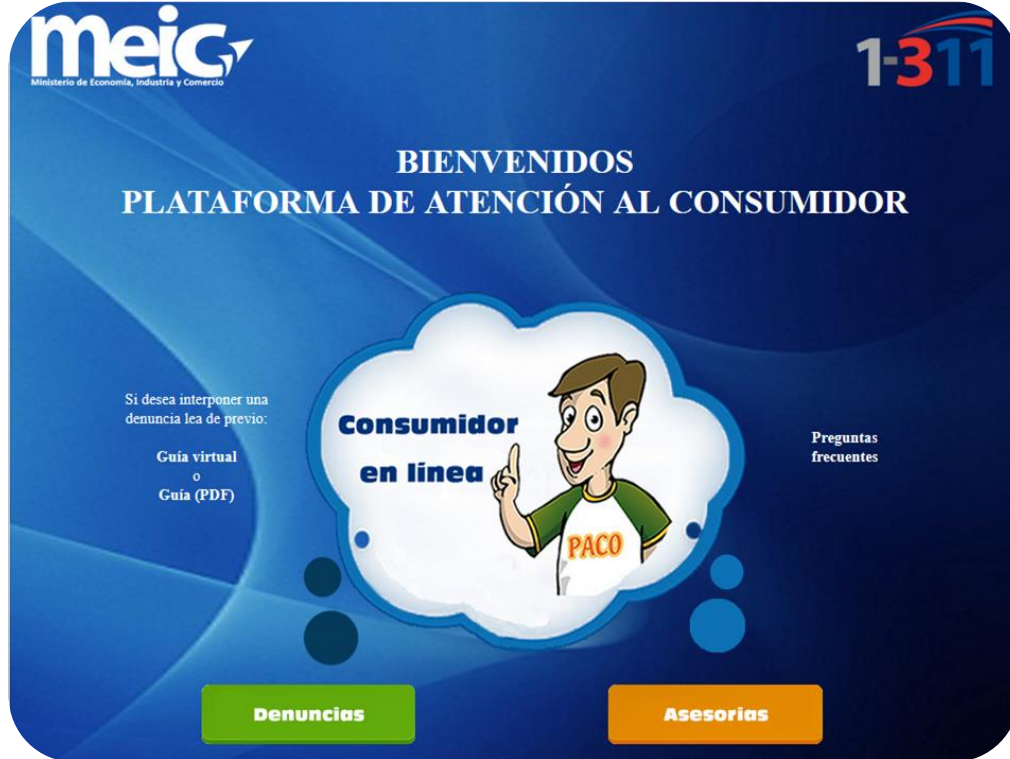 meic
Ministerio de Economía, Industria y Comercio
1-311
BIENVENIDOS
PLATAFORMA DE ATENCIÓN AL CONSUMIDOR
Si desea interponer una
denuncia lea de previo:
Guía virtual
o
Guía (PDF)
Consumidor
en línea
PACO
Preguntas
frecuentes
Denuncias
Asesorias